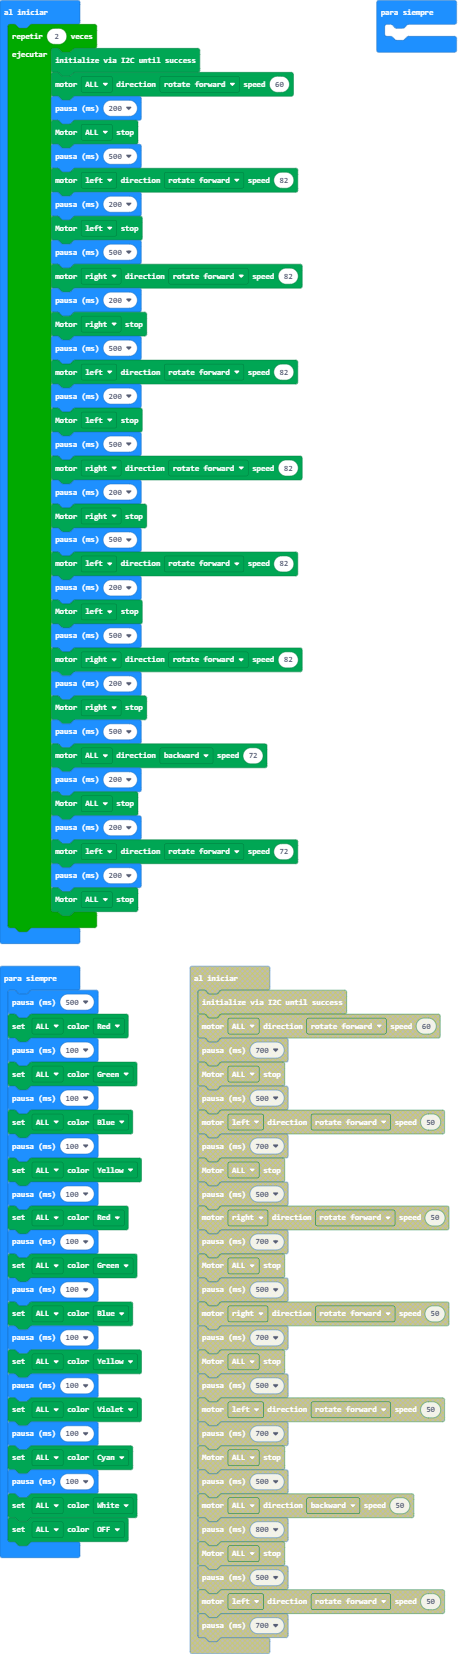 al iniciar
repetir 2 veces
ejecutar
initialize via I2C until success
motor ALL direction rotate forward speed 60
pausa (ms) 200
Motor ALL stop
pausa (ms) 500
motor left direction rotate forward speed 82
pausa (ms) 200
Motor left stop
pausa (ms) 500
motor right direction rotate forward speed 82
pausa (ms) 200
Motor right stop
pausa (ms) 500
motor left direction rotate forward speed 82
pausa (ms) 200
Motor left stop
pausa (ms) 500
motor right direction rotate forward speed 82
pausa (ms) 200
Motor right stop
pausa (ms) 500
motor left direction rotate forward speed 82
pausa (ms) 200
Motor left stop
pausa (ms) 500
motor right direction rotate forward speed 82
pausa (ms) 200
Motor right stop
pausa (ms) 500
motor ALL direction backward speed 72
pausa (ms) 200
Motor ALL stop
pausa (ms) 200
motor left direction rotate forward speed 72
pausa (ms) 200
Motor ALL stop
para siempre
para siempre
pausa (ms) 500
set ALL color Red
pausa (ms) 100
set ALL color Green
pausa (ms) 100
set ALL color Blue
pausa (ms) 100
set ALL color Yellow
pausa (ms) 100
set ALL color Red
pausa (ms) 100
set ALL color Green
pausa (ms) 100
set ALL color Blue
pausa (ms) 100
set ALL color Yellow
pausa (ms) 100
set ALL color Violet
pausa (ms) 100
set ALL color Cyan
pausa (ms) 100
set ALL color White
set ALL color OFF
al iniciar
initialize via I2C until success
motor ALL direction rotate forward speed 60
pausa (ms) 700
Motor ALL stop
pausa (ms) 500
motor left direction rotate forward speed 50
pausa (ms) 700
Motor ALL stop
pausa (ms) 500
motor right direction rotate forward speed 50
pausa (ms) 700
Motor ALL stop
pausa (ms) 500
motor right direction rotate forward speed 50
pausa (ms) 700
Motor ALL stop
pausa (ms) 500
motor left direction rotate forward speed 50
pausa (ms) 700
Motor ALL stop
pausa (ms) 500
motor ALL direction backward speed 50
pausa (ms) 800
Motor ALL stop
pausa (ms) 500
motor left direction rotate forward speed 50
pausa (ms) 700